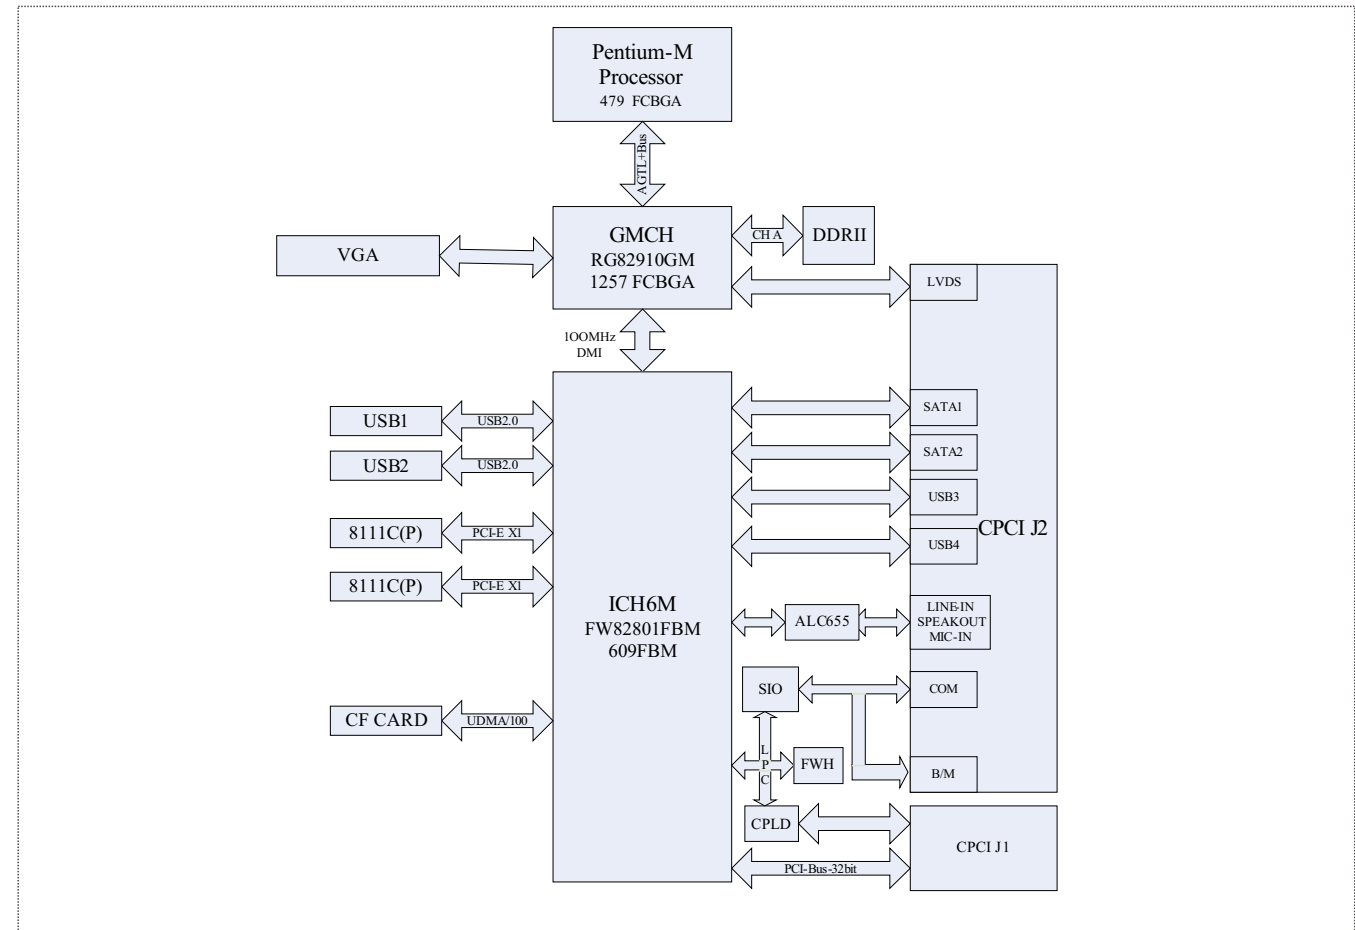 Pentium-M
Processor
479 FCBGA
AGTL+Bus
GMCH
RG82910GM
1257 FCBGA
CH A
DDRII
VGA
LVDS
1OOMHz
DMI
USB1
USB2.0
USB2
USB2.0
8111C(P)
PCI-E X1
8111C(P)
PCI-E X1
CF CARD
UDMA/100
ICH6M
FW82801FBM
609FBM
SATA1
SATA2
USB3
USB4
CPCI J2
ALC655
LINE-IN
SPEAKOUT
MIC-IN
SIO
COM
L
P
C
FWH
B/M
CPLD
CPCI J1
PCI-Bus-32bit